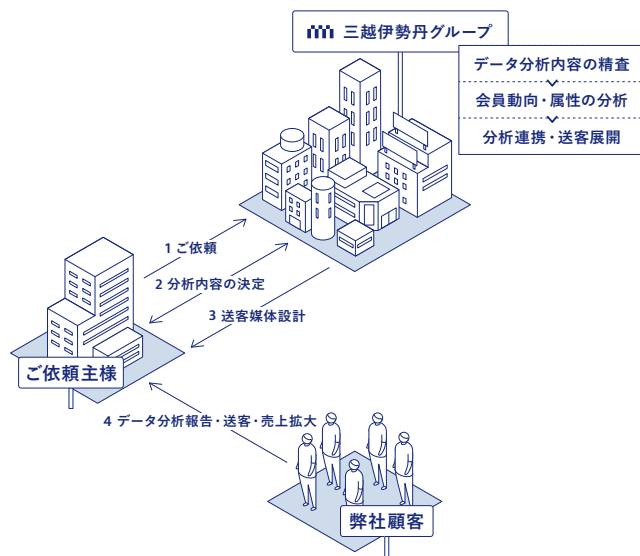 三越伊勢丹グループ
データ分析内容の精査
会員動向・属性の分析
分析連携・送客展開
1 ご依頼
2 分析内容の決定
3 送客媒体設計
ご依頼主様
4 データ分析報告・送客・売上拡大
弊社顧客